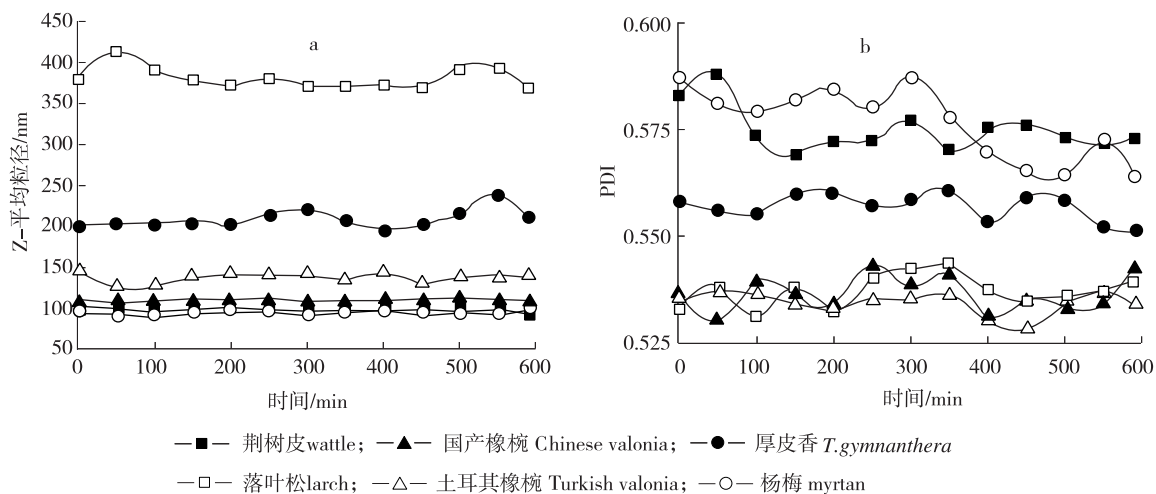 a
Z-平均粒径/nm
450
400
350
300
250
200
150
100
50
0 100 200 300 400 500 600
时间/min
b
PDI
0.600
0.575
0.550
0.525
0 100 200 300 400 500 600
时间/min
荆树皮wattle; 国产橡椀 Chinese valonia; 厚皮香 T.gymnanthera
落叶松larch; 土耳其橡椀 Turkish valonia; 杨梅 myrtan